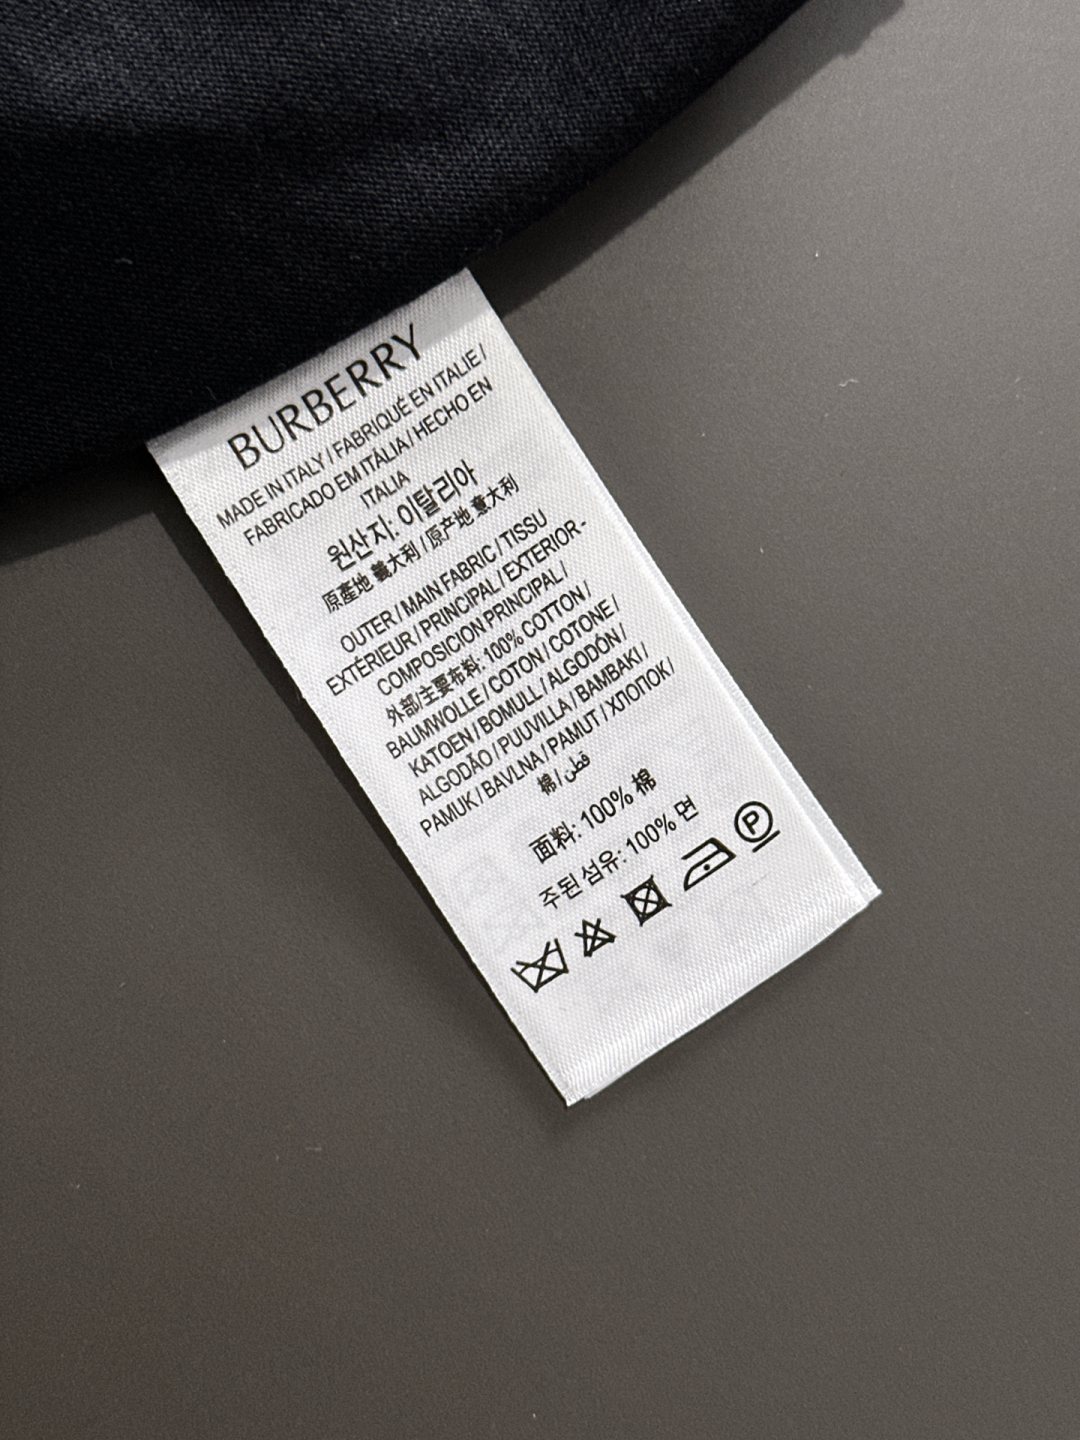 BURBERRY
MADE IN ITALY / FABRIQUÉ EN ITALIE /
FABRICADO EM ITÁLIA / HECHO EN
ITALIA
원산지: 이탈리아
原產地 義大利 / 原产地 意大利
OUTER / MAIN FABRIC / TISSU
EXTÉRIEUR / PRINCIPAL / EXTERIOR -
COMPOSICION PRINCIPAL /
外部/主要布料: 100% COTTON /
BAUMWOLLE / COTON / COTONE /
KATOEN / BOMULL / ALGODÓN /
ALGODÃO / PUUVILLA / BAMBAKI /
PAMUK / BAVLNA / PAMUT / ХЛОПОК /
棉 / قطن
面料: 100% 棉
주된 섬유: 100% 면
P